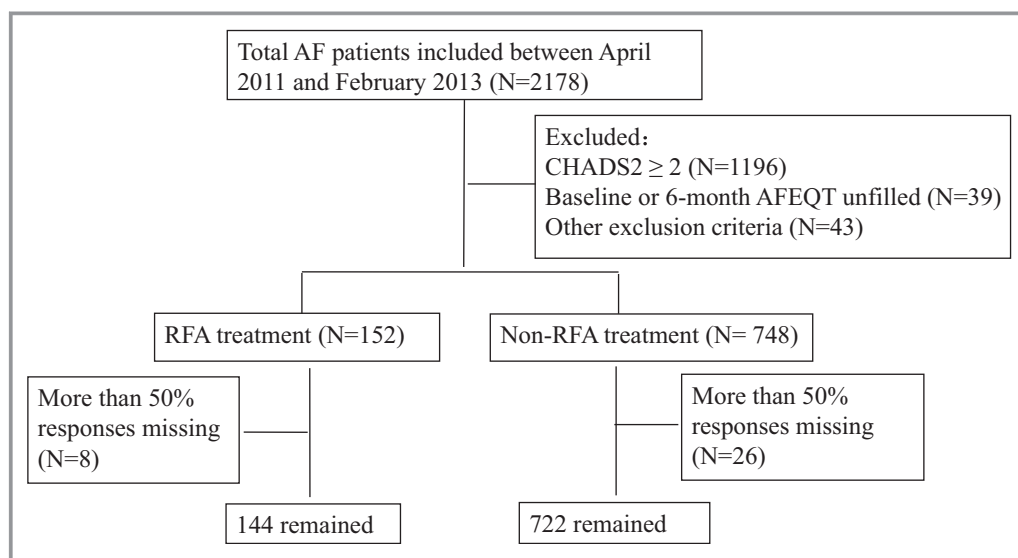 Total AF patients included between April
2011 and February 2013 (N=2178)
Excluded：
CHADS2 ≥ 2 (N=1196)
Baseline or 6-month AFEQT unfilled (N=39)
Other exclusion criteria (N=43)
RFA treatment (N=152)
Non-RFA treatment (N= 748)
More than 50%
responses missing
(N=8)
More than 50%
responses missing
(N=26)
144 remained
722 remained